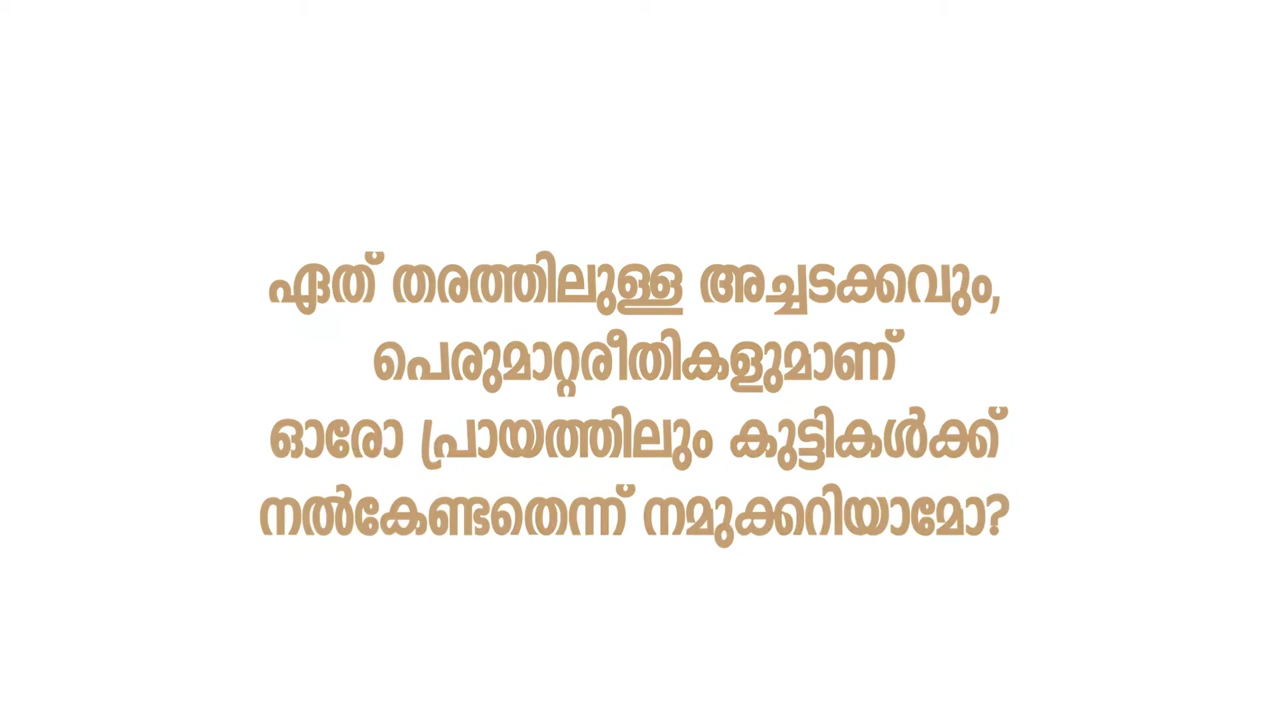 ഏത് തരത്തിലുള്ള അച്ചടക്കവും,
പെരുമാറ്റരീതികളുമാണ്
ഓരോ പ്രായത്തിലും കുട്ടികൾക്ക്
നൽകേണ്ടതെന്ന് നമുക്കറിയാമോ?